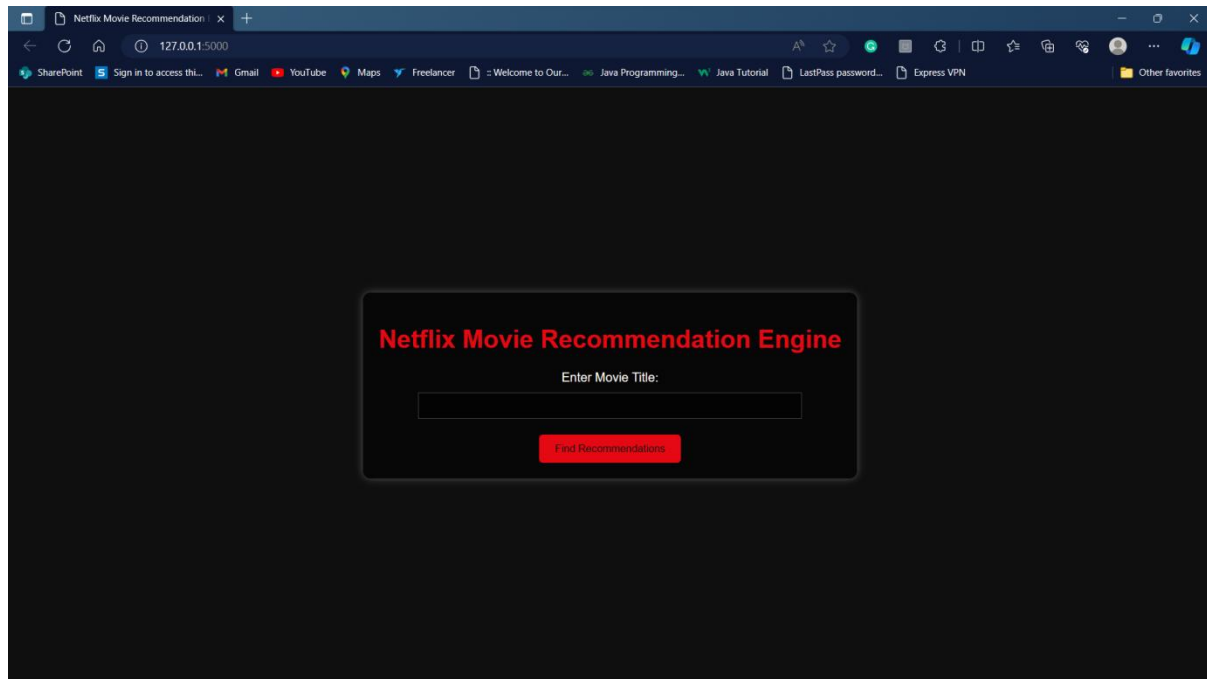 Netflix Movie Recommendation
127.0.0.1:5000
SharePoint
Sign in to access thi...
Gmail
YouTube
Maps
Freelancer
:: Welcome to Our...
Java Programming...
Java Tutorial
LastPass password...
Express VPN
Other favorites
Netflix Movie Recommendation Engine
Enter Movie Title:
Find Recommendations